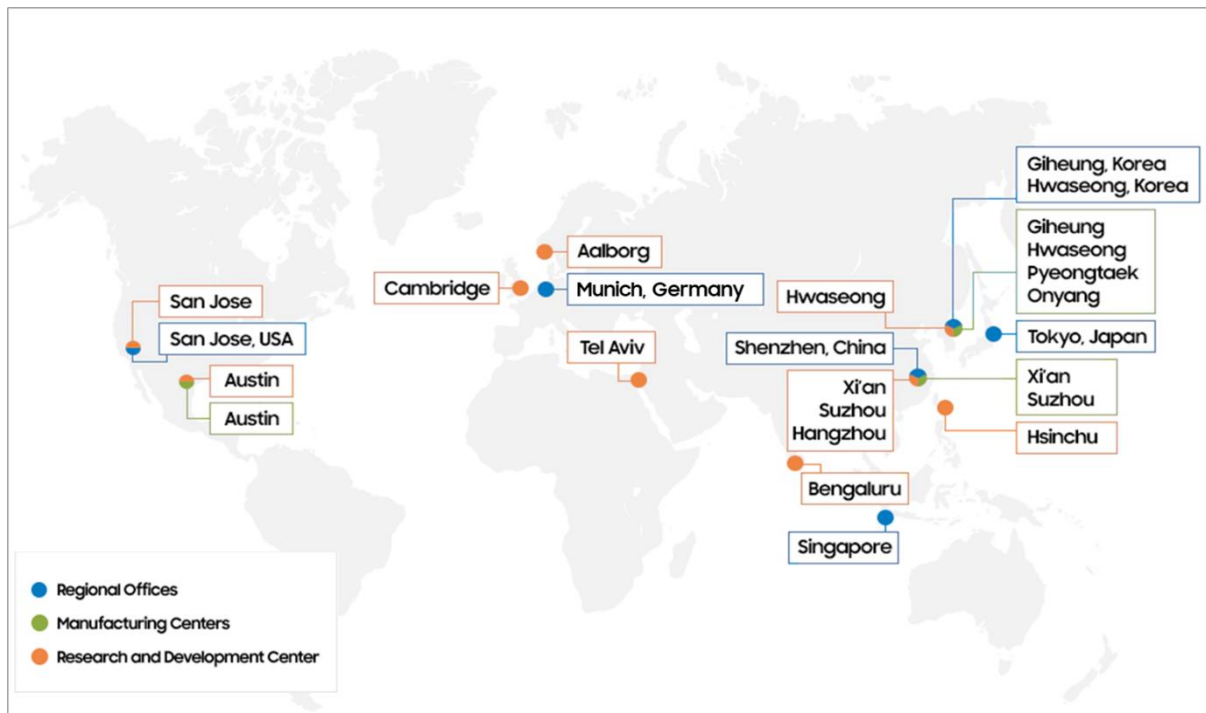 Giheung, Korea
Hwaseong, Korea
Giheung
Hwaseong
Pyeongtaek
Onyang
Aalborg
Cambridge
Munich, Germany
Hwaseong
San Jose
San Jose, USA
Tel Aviv
Shenzhen, China
Tokyo, Japan
Austin
Austin
Xi'an
Suzhou
Hangzhou
Xi'an
Suzhou
Hsinchu
Bengaluru
Singapore
Regional Offices
Manufacturing Centers
Research and Development Center